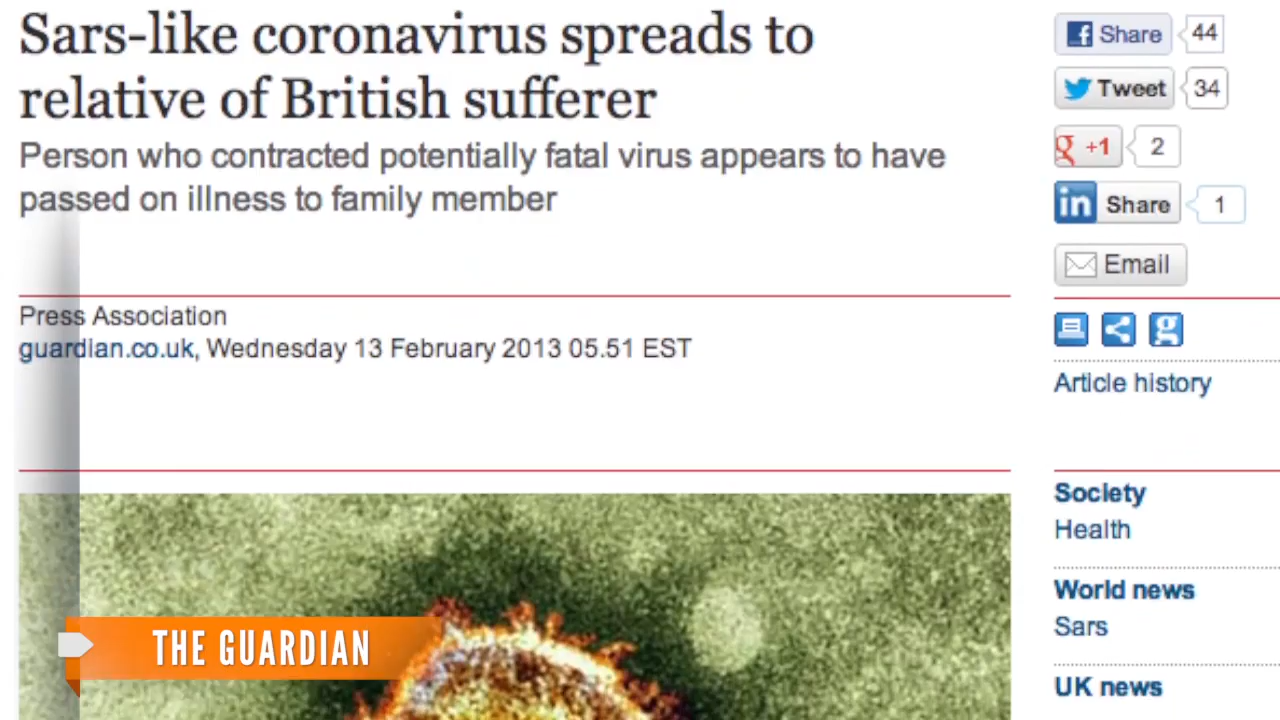 Sars-like coronavirus spreads to
relative of British sufferer
Person who contracted potentially fatal virus appears to have
passed on illness to family member
Press Association
guardian.co.uk, Wednesday 13 February 2013 05.51 EST
Share 44
Tweet 34
+1 2
in Share 1
Email
Article history
Society
Health
World news
Sars
UK news
THE GUARDIAN